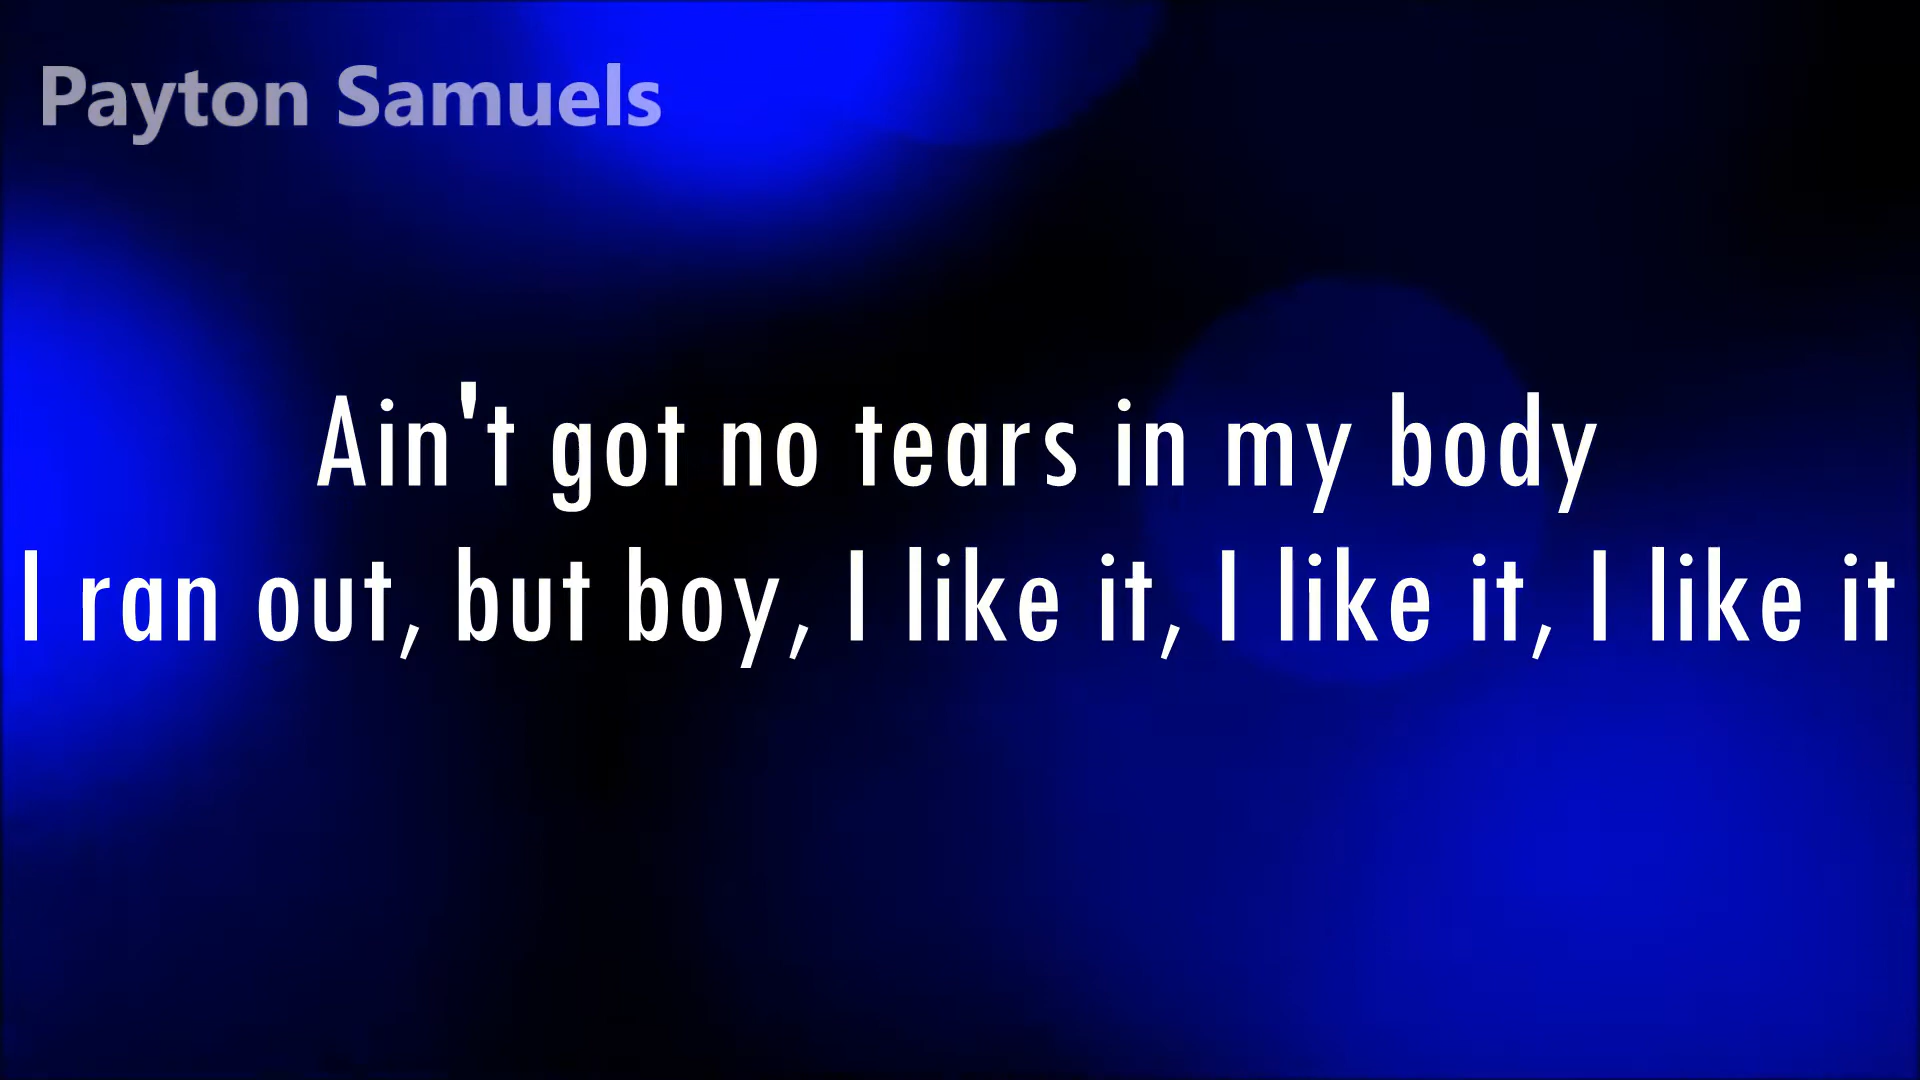 Payton Samuels
Ain't got no tears in my body
I ran out, but boy, I like it, I like it, I like it